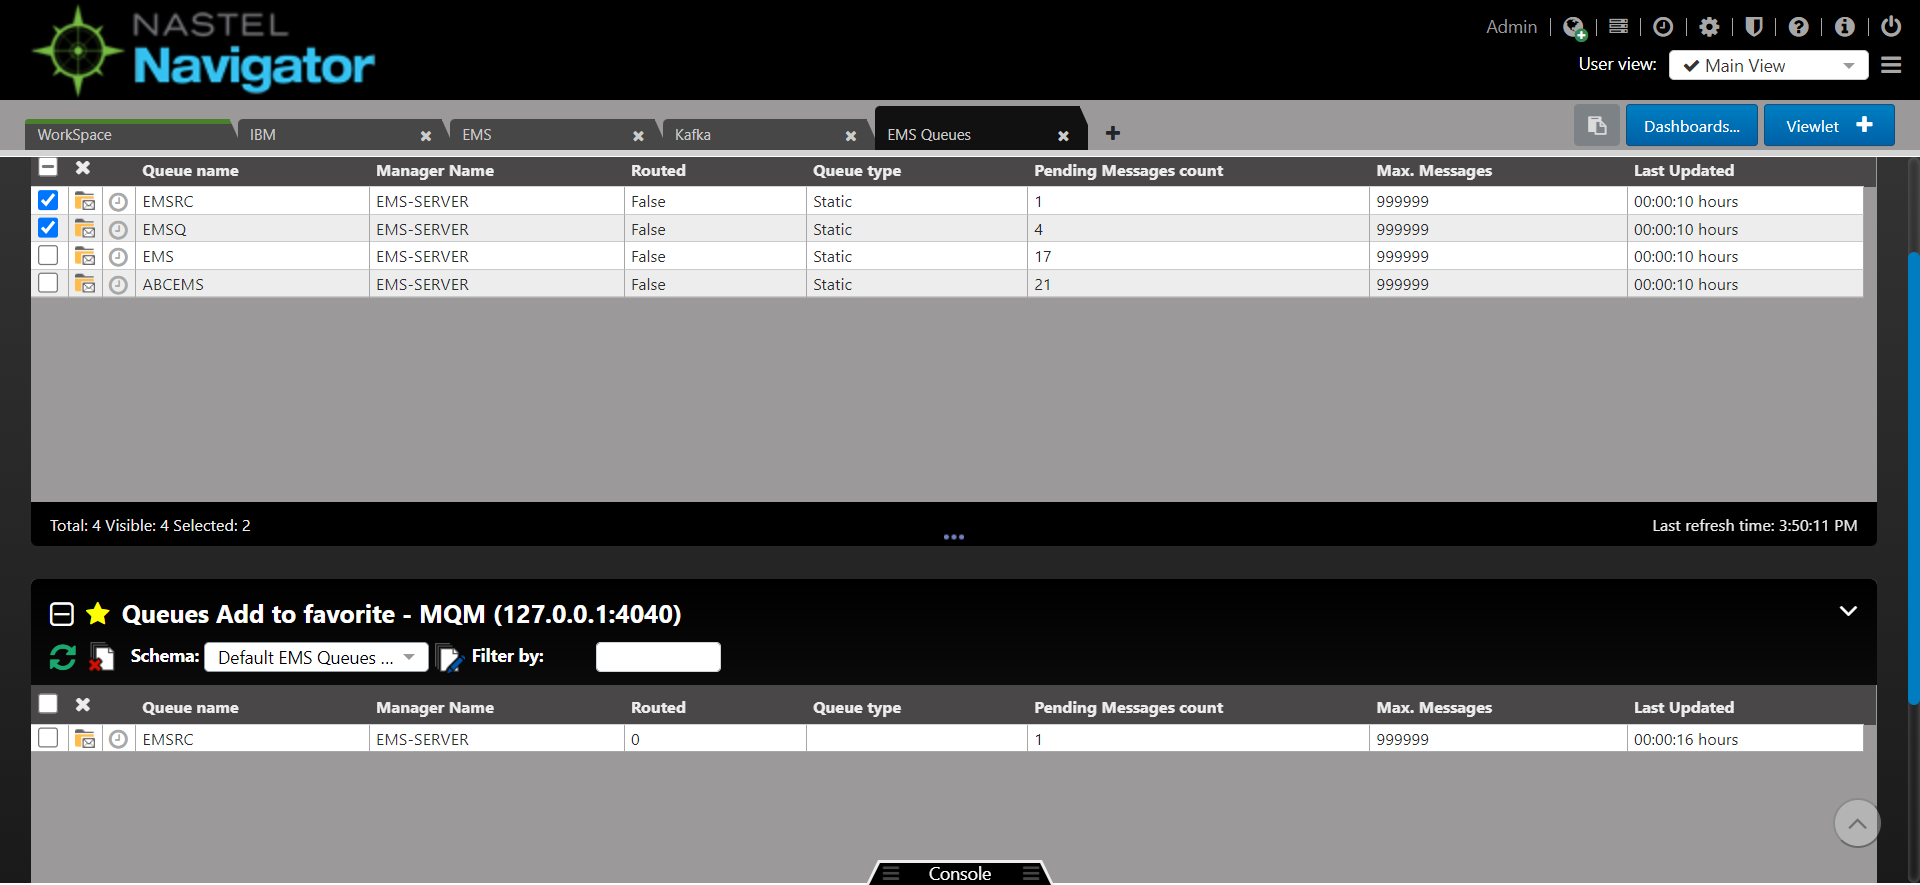 NASTEL
Navigator
Admin
User view: Main View
WorkSpace
IBM
EMS
Kafka
EMS Queues
Dashboards...
Viewlet
Queue name Manager Name Routed Queue type Pending Messages count Max. Messages Last Updated
EMSRC EMS-SERVER False Static 1 999999 00:00:10 hours
EMSQ EMS-SERVER False Static 4 999999 00:00:10 hours
EMS EMS-SERVER False Static 17 999999 00:00:10 hours
ABCEMS EMS-SERVER False Static 21 999999 00:00:10 hours
Total: 4 Visible: 4 Selected: 2
Last refresh time: 3:50:11 PM
Queues Add to favorite - MQM (127.0.0.1:4040)
Schema: Default EMS Queues ... Filter by:
Queue name Manager Name Routed Queue type Pending Messages count Max. Messages Last Updated
EMSRC EMS-SERVER 0 1 999999 00:00:16 hours
Console